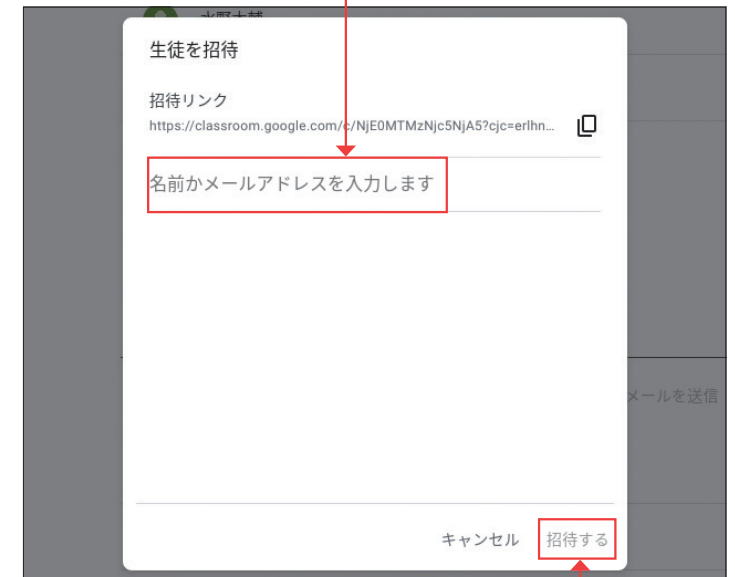 生徒を招待
招待リンク
https://classroom.google.com/c/NjE0MTMzNjc5NjA5?cjc=erlhn...
名前かメールアドレスを入力します
メールを送信
キャンセル 招待する